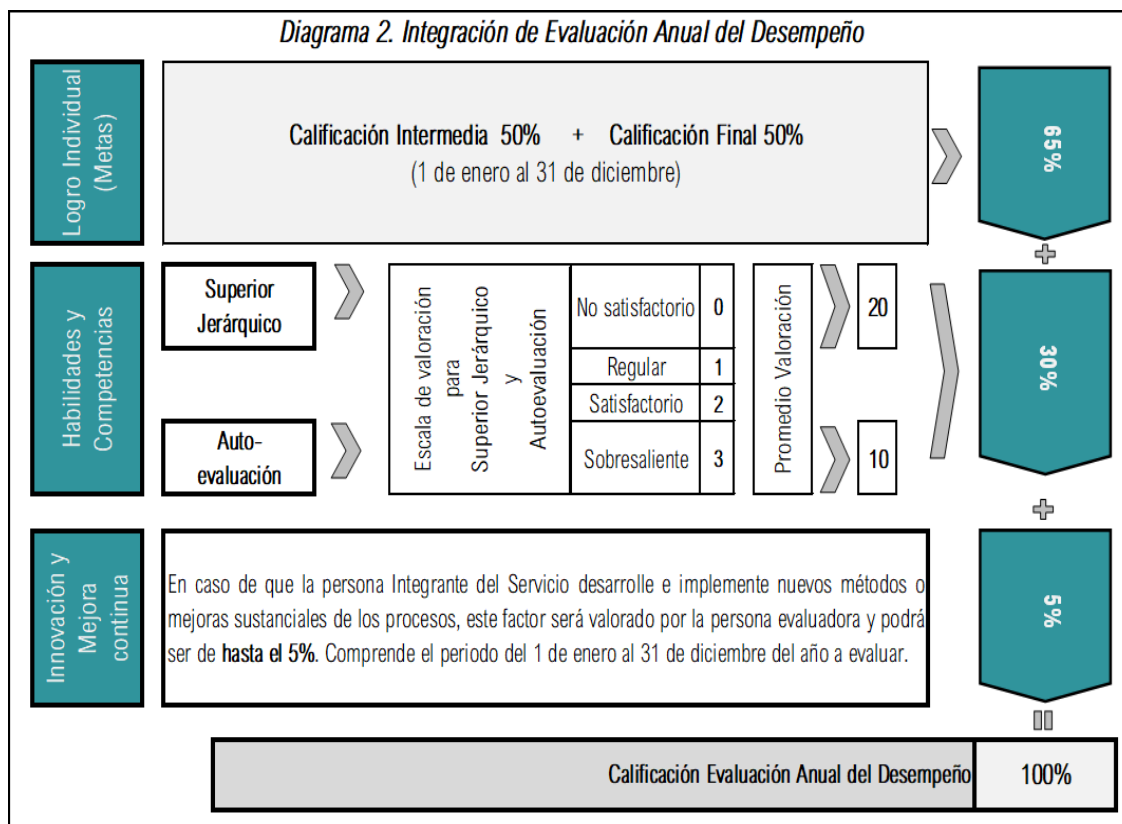 Diagrama 2. Integración de Evaluación Anual del Desempeño
Logro Individual
(Metas)
Calificación Intermedia 50% + Calificación Final 50%
(1 de enero al 31 de diciembre)
65%
+
Habilidades y
Competencias
Superior
Jerárquico
Auto-
evaluación
Escala de valoración
para
Superior Jerárquico
y
Autoevaluación
No satisfactorio 0
Regular 1
Satisfactorio 2
Sobresaliente 3
Promedio Valoración
20
10
30%
+
Innovación y
Mejora
continua
En caso de que la persona Integrante del Servicio desarrolle e implemente nuevos métodos o
mejoras sustanciales de los procesos, este factor será valorado por la persona evaluadora y podrá
ser de hasta el 5%. Comprende el periodo del 1 de enero al 31 de diciembre del año a evaluar.
5%
=
Calificación Evaluación Anual del Desempeño 100%